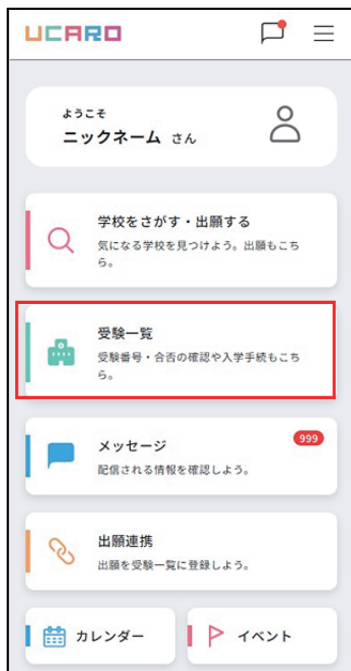 UCARO
ようこそ
ニックネーム さん
学校をさがす・出願する
気になる学校を見つけよう。出願もこち
ら。
受験一覧
受験番号・合否の確認や入学手続もこち
ら。
メッセージ
999
配信される情報を確認しよう。
出願連携
出願を受験一覧に登録しよう。
カレンダー
イベント